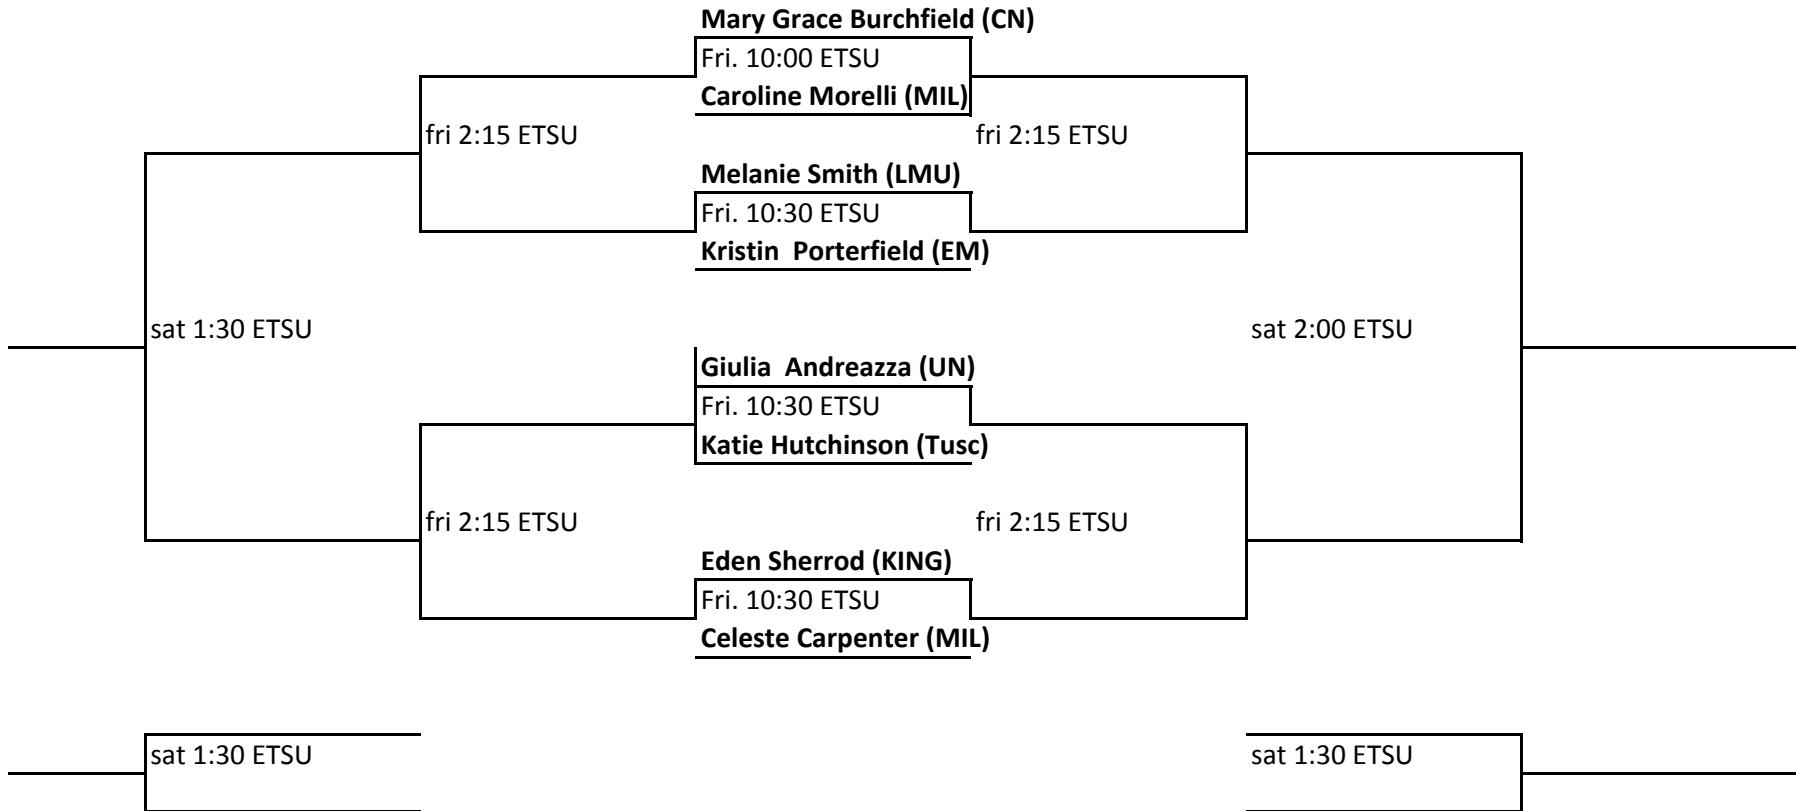 Mary Grace Burchfield (CN)
Fri. 10:00 ETSU
Caroline Morelli (MIL)
fri 2:15 ETSU
fri 2:15 ETSU
Melanie Smith (LMU)
Fri. 10:30 ETSU
Kristin  Porterfield (EM)
sat 1:30 ETSU
sat 2:00 ETSU
Giulia  Andreazza (UN)
Fri. 10:30 ETSU
Katie Hutchinson (Tusc)
fri 2:15 ETSU
fri 2:15 ETSU
Eden Sherrod (KING)
Fri. 10:30 ETSU
Celeste Carpenter (MIL)
sat 1:30 ETSU
sat 1:30 ETSU